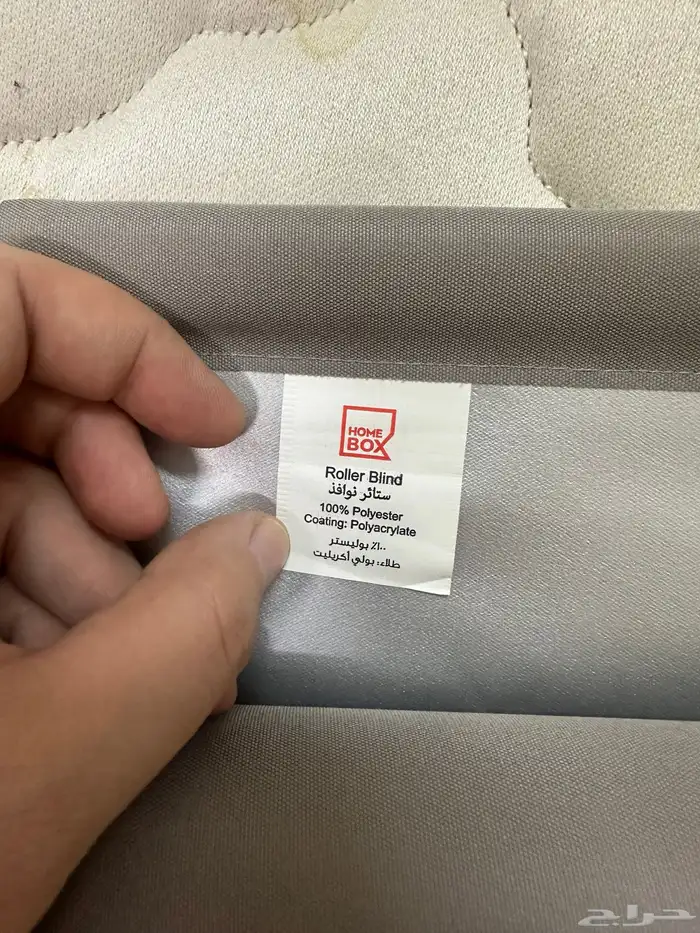 HOME
BOX
Roller Blind
ستائر نوافذ
100% Polyester
Coating: Polyacrylate
١٠٠٪ بوليستر
طلاء: بولي أكريليت
حراج